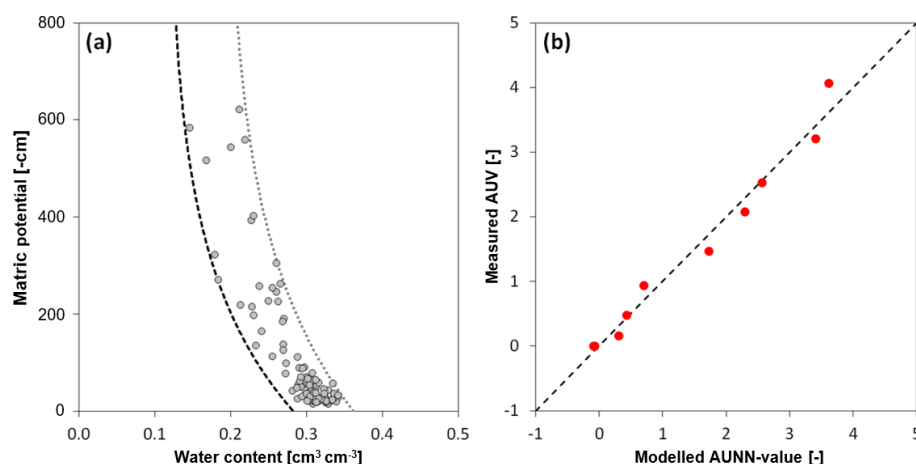 (a)
Matric potential [-cm]
800
600
400
200
0
0.0 0.1 0.2 0.3 0.4 0.5
Water content [cm³ cm⁻³]
(b)
Measured AUV [-]
5
4
3
2
1
0
-1
-1 0 1 2 3 4 5
Modelled AUNN-value [-]